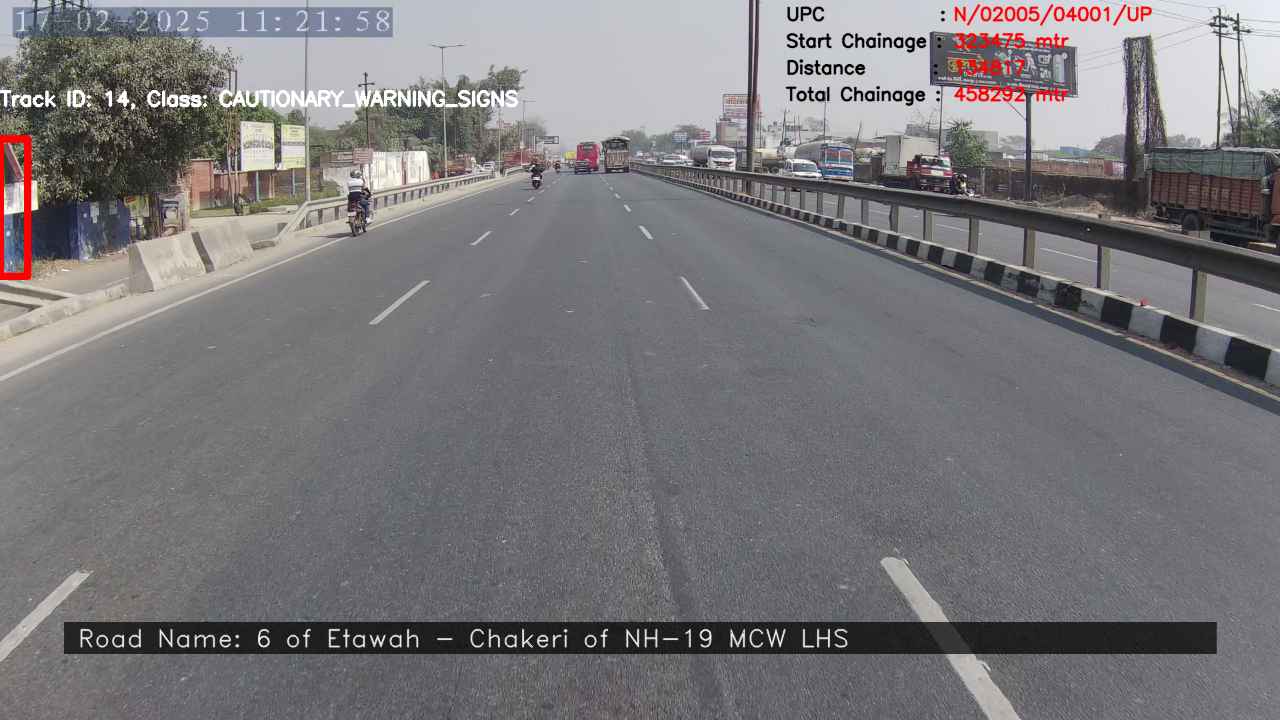 17-02-2025 11:21:58
UPC : N/02005/04001/UP
Start Chainage : 323475 mtr
Distance : 134817
Total Chainage : 458292 mtr
Track ID: 14, Class: CAUTIONARY_WARNING_SIGNS
Road Name: 6 of Etawah - Chakeri of NH-19 MCW LHS